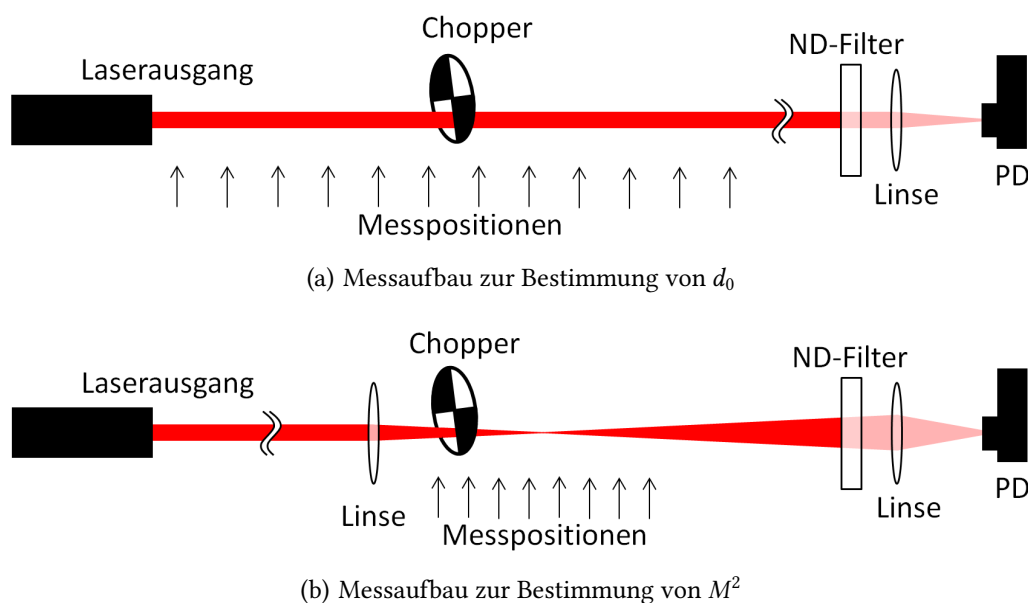 Chopper
ND-Filter
Laserausgang
PD
Linse
Messpositionen
(a) Messaufbau zur Bestimmung von d₀
Chopper
ND-Filter
Laserausgang
PD
Linse
Linse
Messpositionen
(b) Messaufbau zur Bestimmung von M²